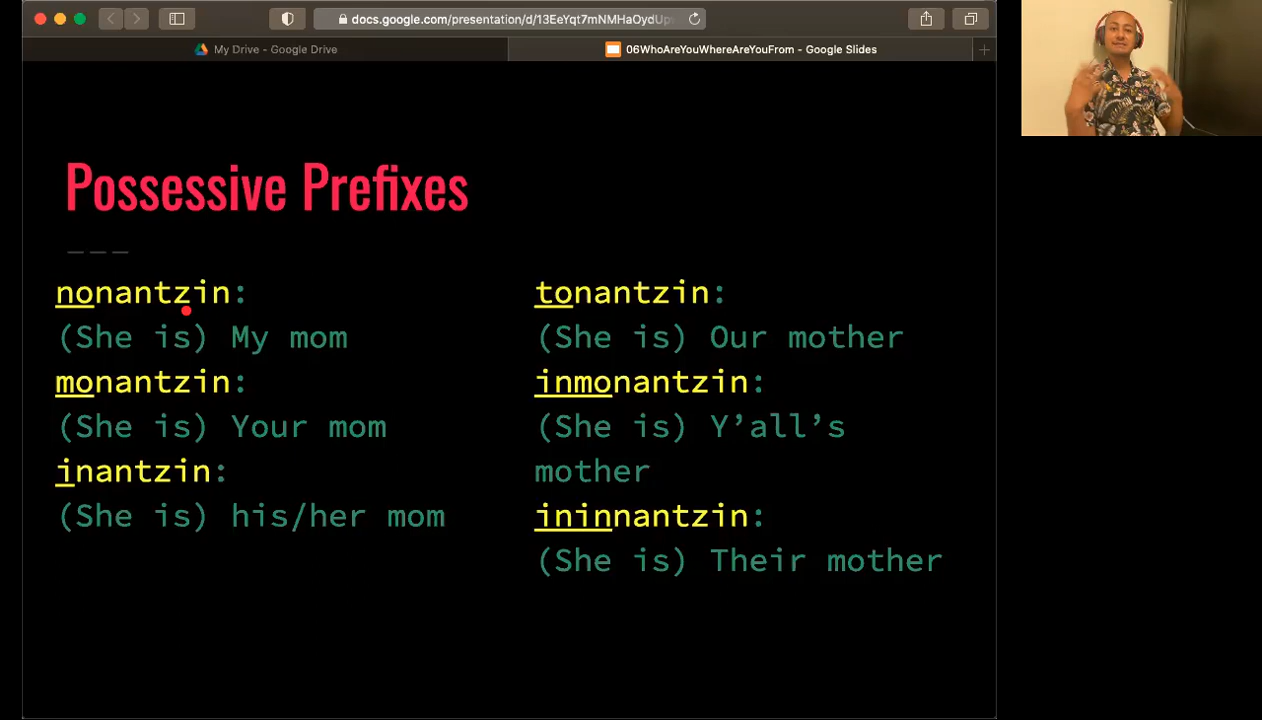 docs.google.com/presentation/d/13EeYqt7mNMHaOydUp
My Drive - Google Drive
06WhoAreYouWhereAreYouFrom - Google Slides
Possessive Prefixes
nonantzin:
(She is) My mom
monantzin:
(She is) Your mom
inantzin:
(She is) his/her mom
tonantzin:
(She is) Our mother
inmonantzin:
(She is) Y’all’s
mother
ininnantzin:
(She is) Their mother